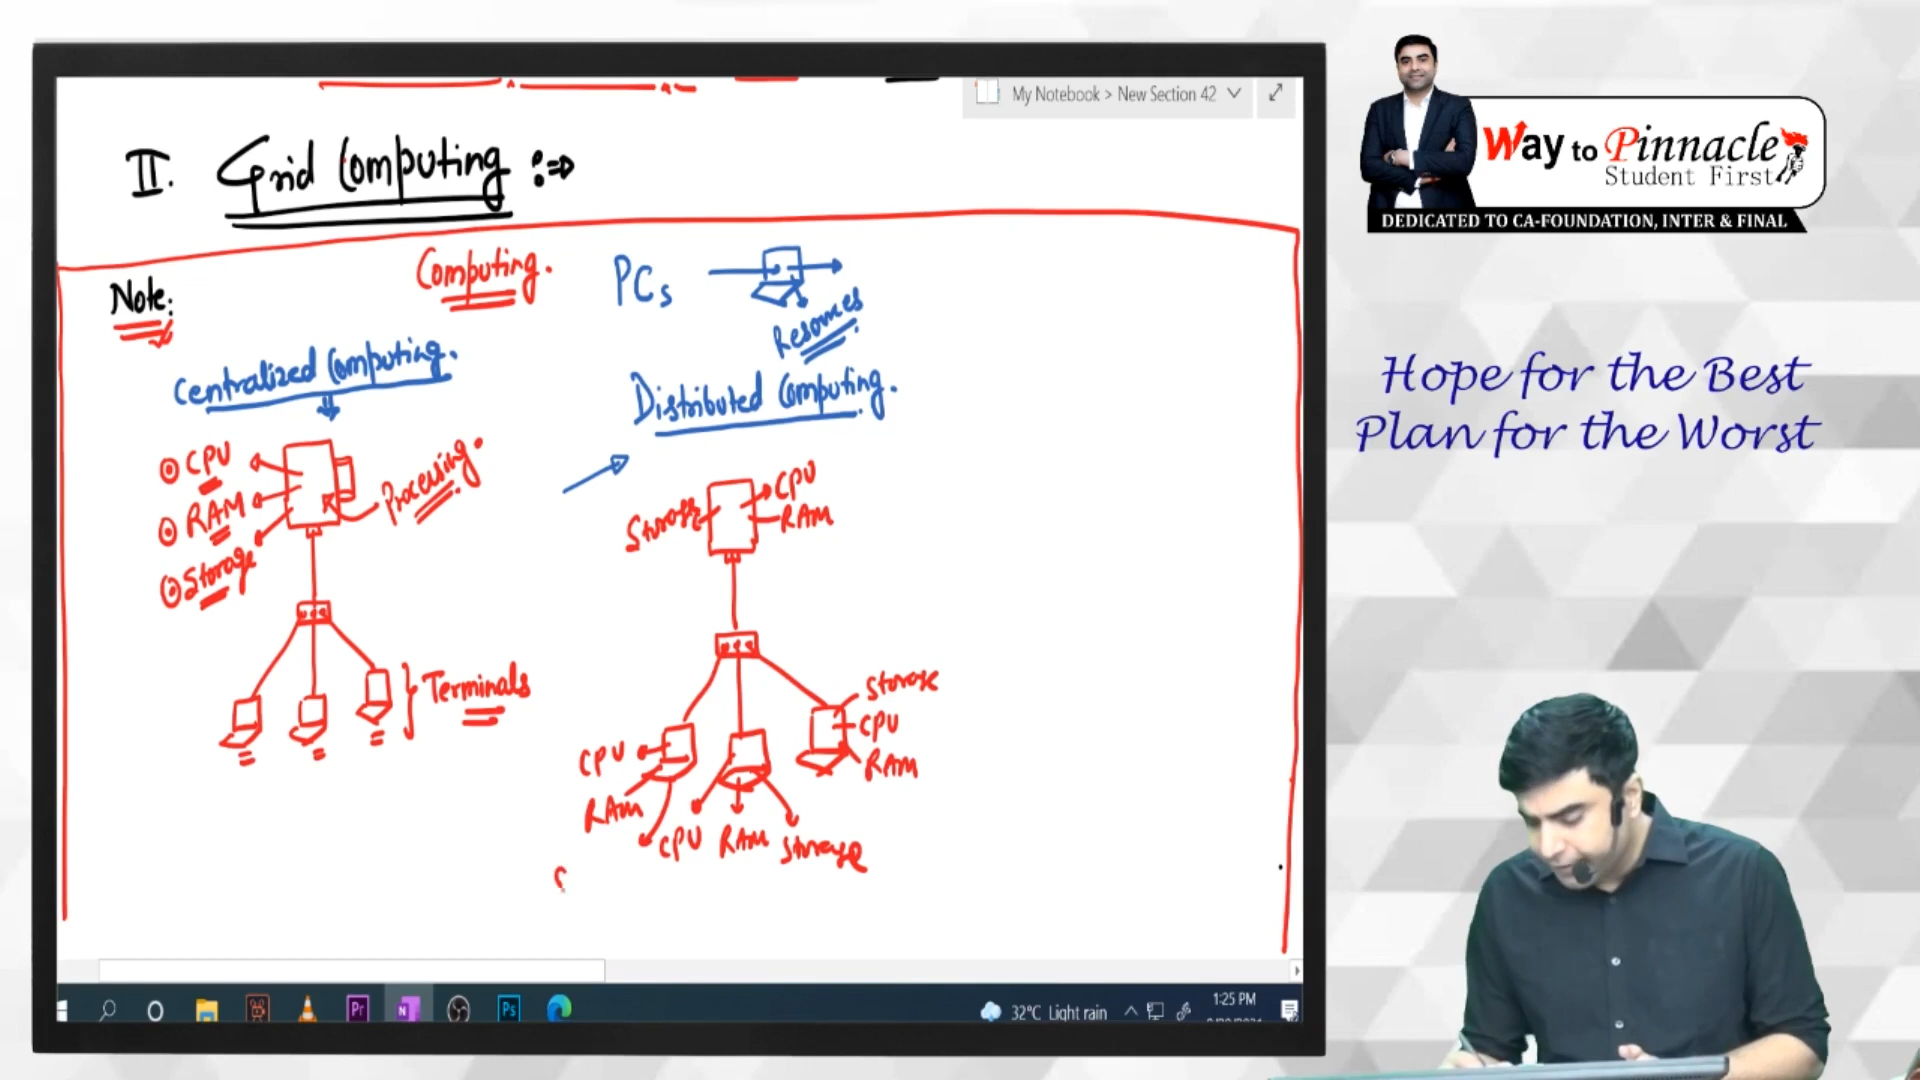 My Notebook > New Section 42
II. Grid Computing :⇒
Note:
Computing.
PCs
Resources
Centralized Computing.
Distributed Computing.
CPU
RAM
Storage
Processing.
Terminals
Storage
CPU
RAM
CPU
RAM
CPU RAM Storage
Storage
CPU
RAM
32°C Light rain
1:25 PM
Pr
N
Ps
Way to Pinnacle
Student First
DEDICATED TO CA-FOUNDATION, INTER & FINAL
Hope for the Best
Plan for the Worst